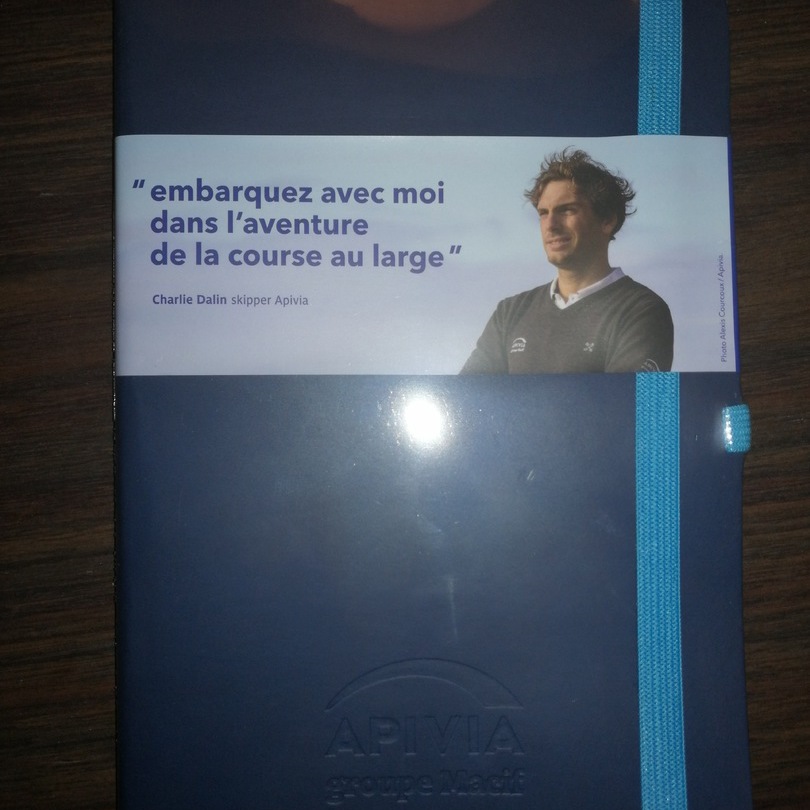 “embarquez avec moi
dans l’aventure
de la course au large”
Charlie Dalin skipper Apivia
Photo Alexis Courcoux / Apivia
APIVIA
APIVIA
groupe Macif